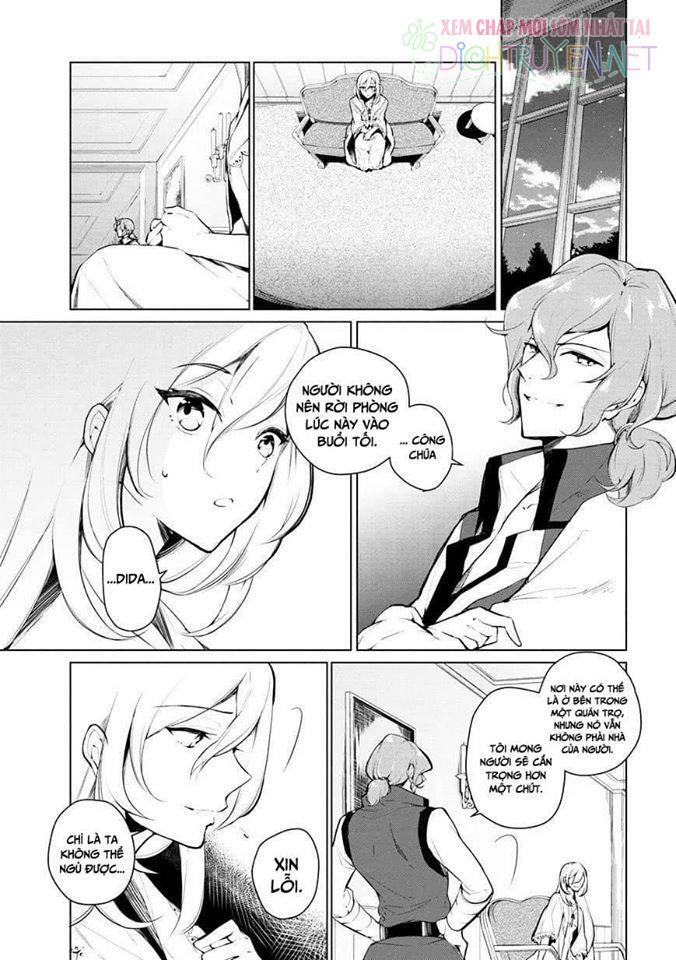 XEM CHAP MỚI SỚM NHẤT TẠI
DICHTRUYEN.NET
... CÔNG
CHÚA
NGƯỜI KHÔNG
NÊN RỜI PHÒNG
LÚC NÀY VÀO
BUỔI TỐI.
...DIDA...
NƠI NÀY CÓ THỂ
LÀ Ở BÊN TRONG
MỘT QUÁN TRỌ,
NHƯNG NÓ VẪN
KHÔNG PHẢI NHÀ
CỦA NGƯỜI.
TÔI MONG
NGƯỜI SẼ CẨN
TRỌNG HƠN
MỘT CHÚT.
XIN
LỖI.
CHỈ LÀ TA
KHÔNG THỂ
NGỦ ĐƯỢC...